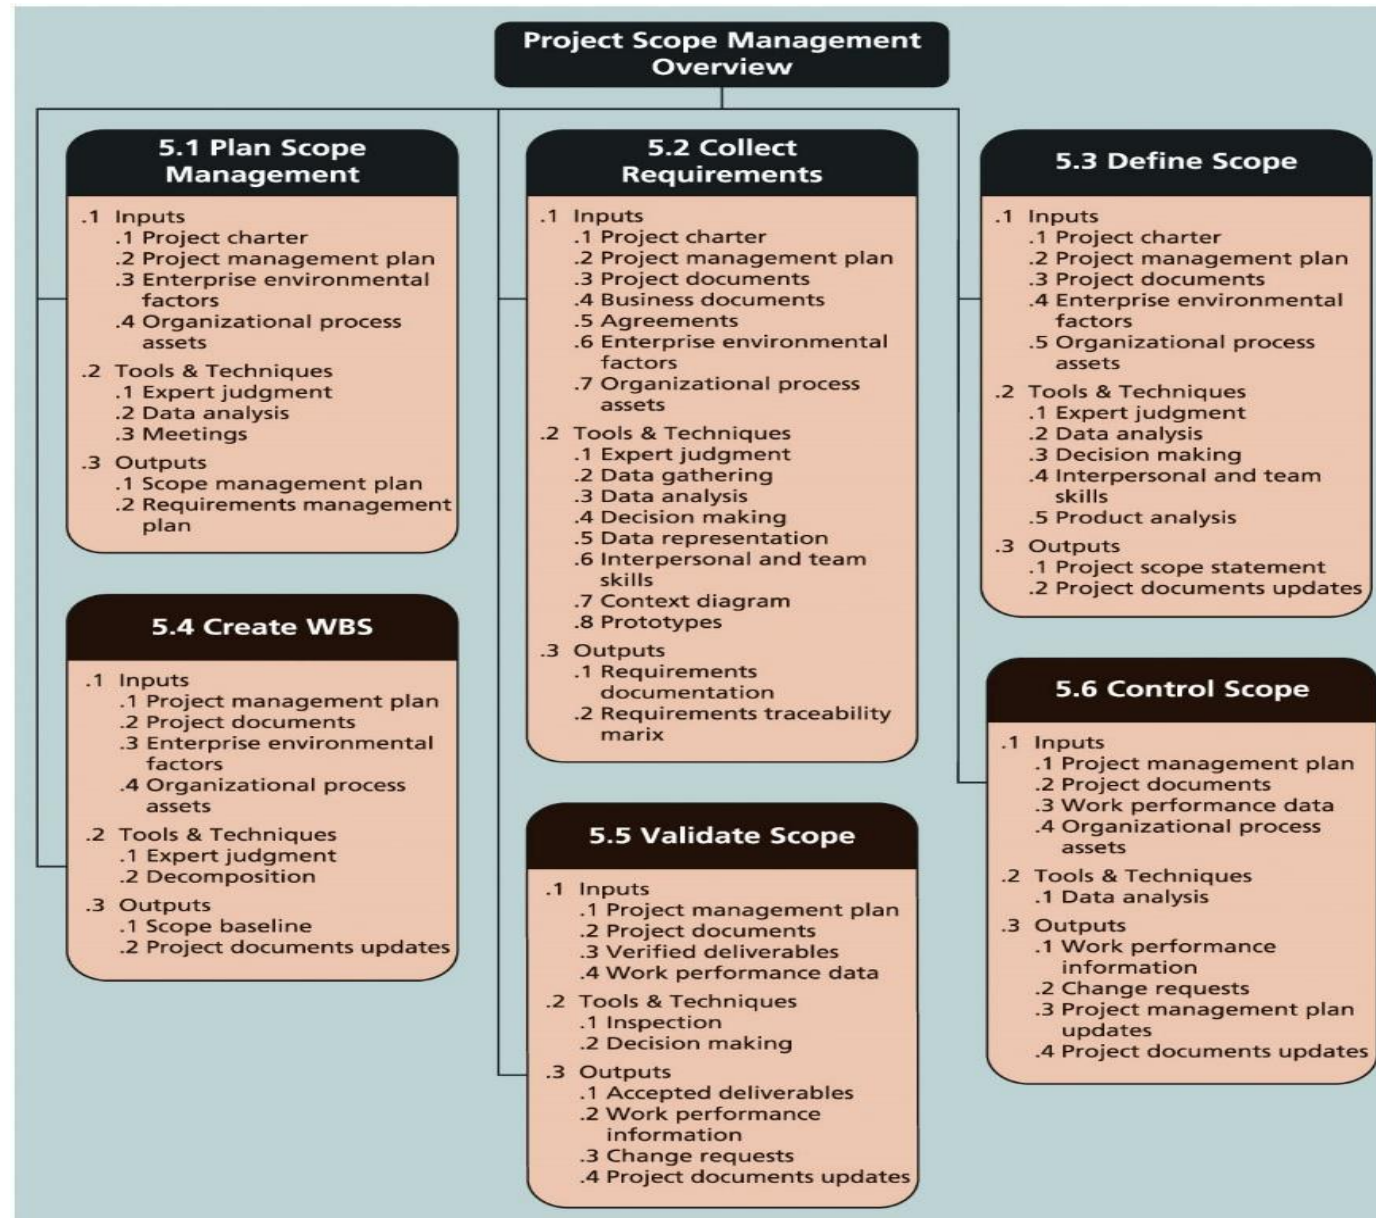 Project Scope Management
Overview
5.1 Plan Scope
Management
.1 Inputs
.1 Project charter
.2 Project management plan
.3 Enterprise environmental
factors
.4 Organizational process
assets
.2 Tools & Techniques
.1 Expert judgment
.2 Data analysis
.3 Meetings
.3 Outputs
.1 Scope management plan
.2 Requirements management
plan
5.2 Collect
Requirements
.1 Inputs
.1 Project charter
.2 Project management plan
.3 Project documents
.4 Business documents
.5 Agreements
.6 Enterprise environmental
factors
.7 Organizational process
assets
.2 Tools & Techniques
.1 Expert judgment
.2 Data gathering
.3 Data analysis
.4 Decision making
.5 Data representation
.6 Interpersonal and team
skills
.7 Context diagram
.8 Prototypes
.3 Outputs
.1 Requirements
documentation
.2 Requirements traceability
marix
5.3 Define Scope
.1 Inputs
.1 Project charter
.2 Project management plan
.3 Project documents
.4 Enterprise environmental
factors
.5 Organizational process
assets
.2 Tools & Techniques
.1 Expert judgment
.2 Data analysis
.3 Decision making
.4 Interpersonal and team
skills
.5 Product analysis
.3 Outputs
.1 Project scope statement
.2 Project documents updates
5.4 Create WBS
.1 Inputs
.1 Project management plan
.2 Project documents
.3 Enterprise environmental
factors
.4 Organizational process
assets
.2 Tools & Techniques
.1 Expert judgment
.2 Decomposition
.3 Outputs
.1 Scope baseline
.2 Project documents updates
5.5 Validate Scope
.1 Inputs
.1 Project management plan
.2 Project documents
.3 Verified deliverables
.4 Work performance data
.2 Tools & Techniques
.1 Inspection
.2 Decision making
.3 Outputs
.1 Accepted deliverables
.2 Work performance
information
.3 Change requests
.4 Project documents updates
5.6 Control Scope
.1 Inputs
.1 Project management plan
.2 Project documents
.3 Work performance data
.4 Organizational process
assets
.2 Tools & Techniques
.1 Data analysis
.3 Outputs
.1 Work performance
information
.2 Change requests
.3 Project management plan
updates
.4 Project documents updates